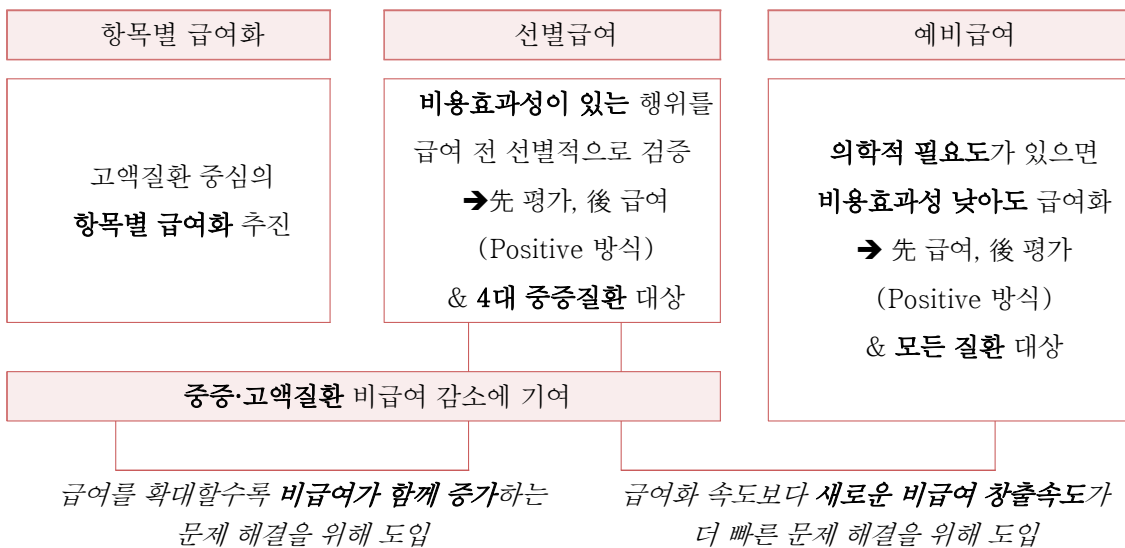 항목별 급여화
고액질환 중심의
항목별 급여화 추진
선별급여
비용효과성이 있는 행위를
급여 전 선별적으로 검증
➔先 평가, 後 급여
(Positive 방식)
& 4대 중증질환 대상
예비급여
의학적 필요도가 있으면
비용효과성 낮아도 급여화
➔ 先 급여, 後 평가
(Positive 방식)
& 모든 질환 대상
중증·고액질환 비급여 감소에 기여
급여를 확대할수록 비급여가 함께 증가하는
문제 해결을 위해 도입
급여화 속도보다 새로운 비급여 창출속도가
더 빠른 문제 해결을 위해 도입